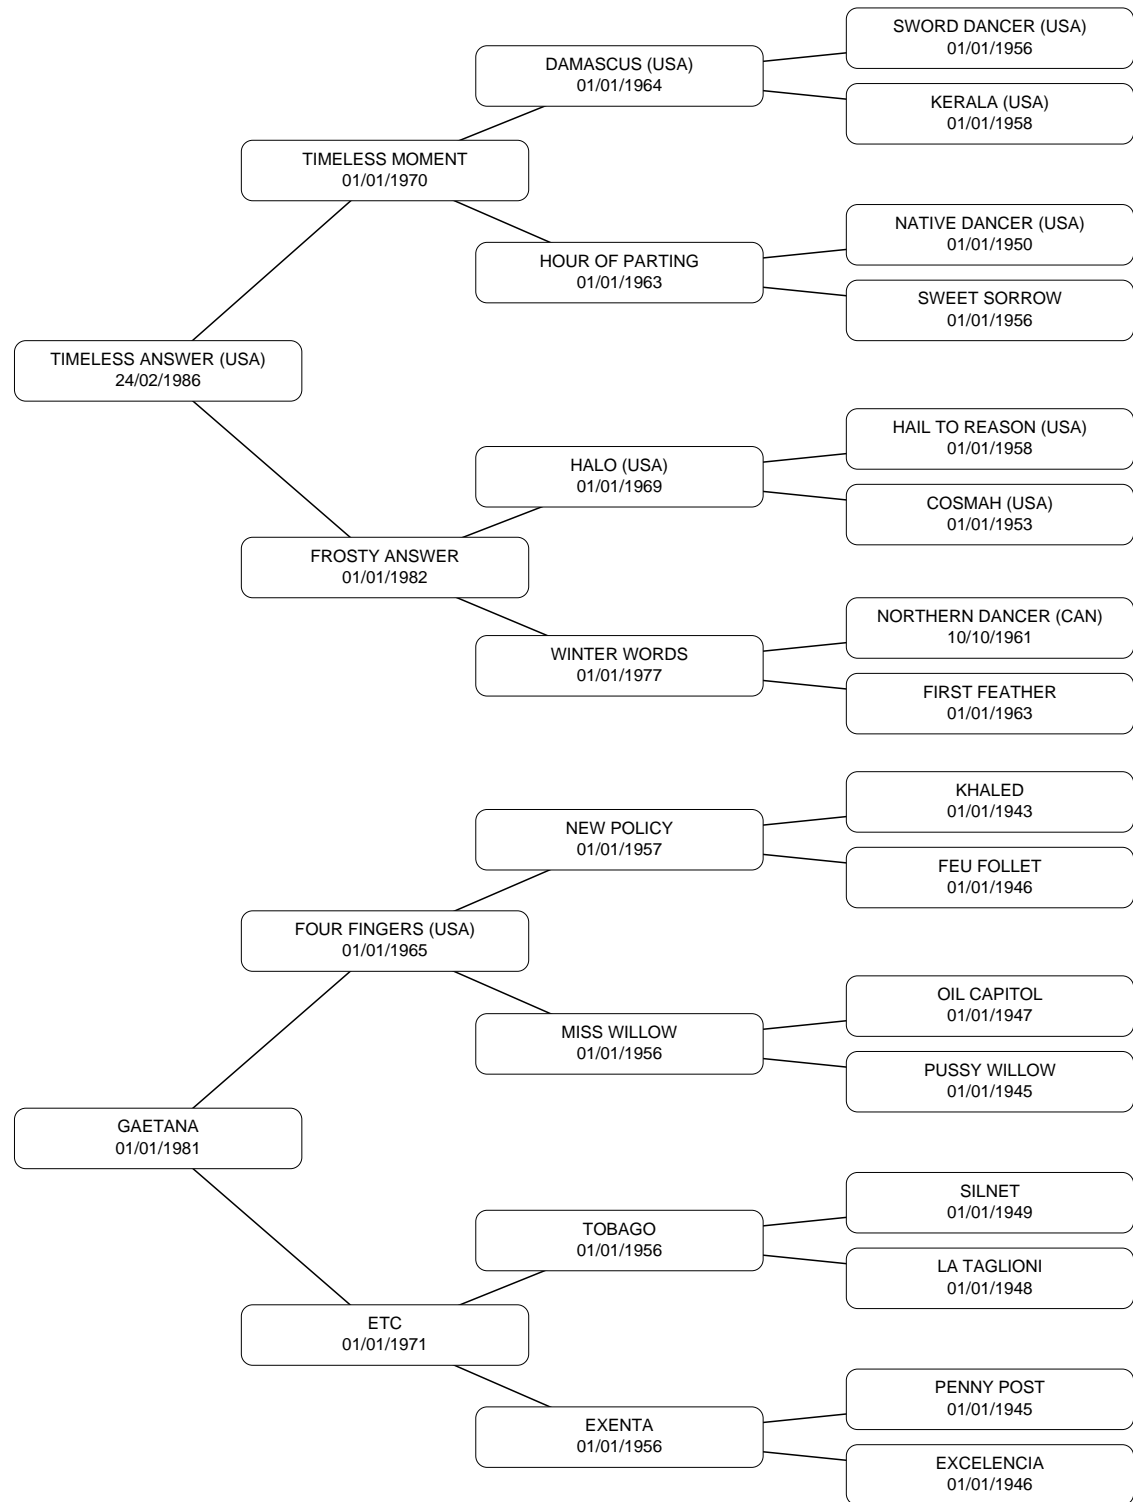 SWORD DANCER (USA)
01/01/1956
DAMASCUS (USA)
01/01/1964
KERALA (USA)
01/01/1958
TIMELESS MOMENT
01/01/1970
NATIVE DANCER (USA)
01/01/1950
HOUR OF PARTING
01/01/1963
SWEET SORROW
01/01/1956
TIMELESS ANSWER (USA)
24/02/1986
HAIL TO REASON (USA)
01/01/1958
HALO (USA)
01/01/1969
COSMAH (USA)
01/01/1953
FROSTY ANSWER
01/01/1982
NORTHERN DANCER (CAN)
10/10/1961
WINTER WORDS
01/01/1977
FIRST FEATHER
01/01/1963
KHALED
01/01/1943
NEW POLICY
01/01/1957
FEU FOLLET
01/01/1946
FOUR FINGERS (USA)
01/01/1965
OIL CAPITOL
01/01/1947
MISS WILLOW
01/01/1956
PUSSY WILLOW
01/01/1945
GAETANA
01/01/1981
SILNET
01/01/1949
TOBAGO
01/01/1956
LA TAGLIONI
01/01/1948
ETC
01/01/1971
PENNY POST
01/01/1945
EXENTA
01/01/1956
EXCELENCIA
01/01/1946